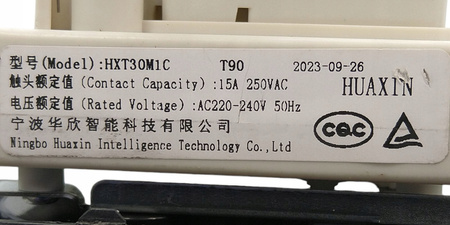 型号(Model):HXT30M1C T90 2023-09-26
触头额定值(Contact Capacity):15A 250VAC HUAXIN
电压额定值(Rated Voltage):AC220-240V 50Hz
宁波华欣智能科技有限公司 CQC
Ningbo Huaxin Intelligence Technology Co.,Ltd